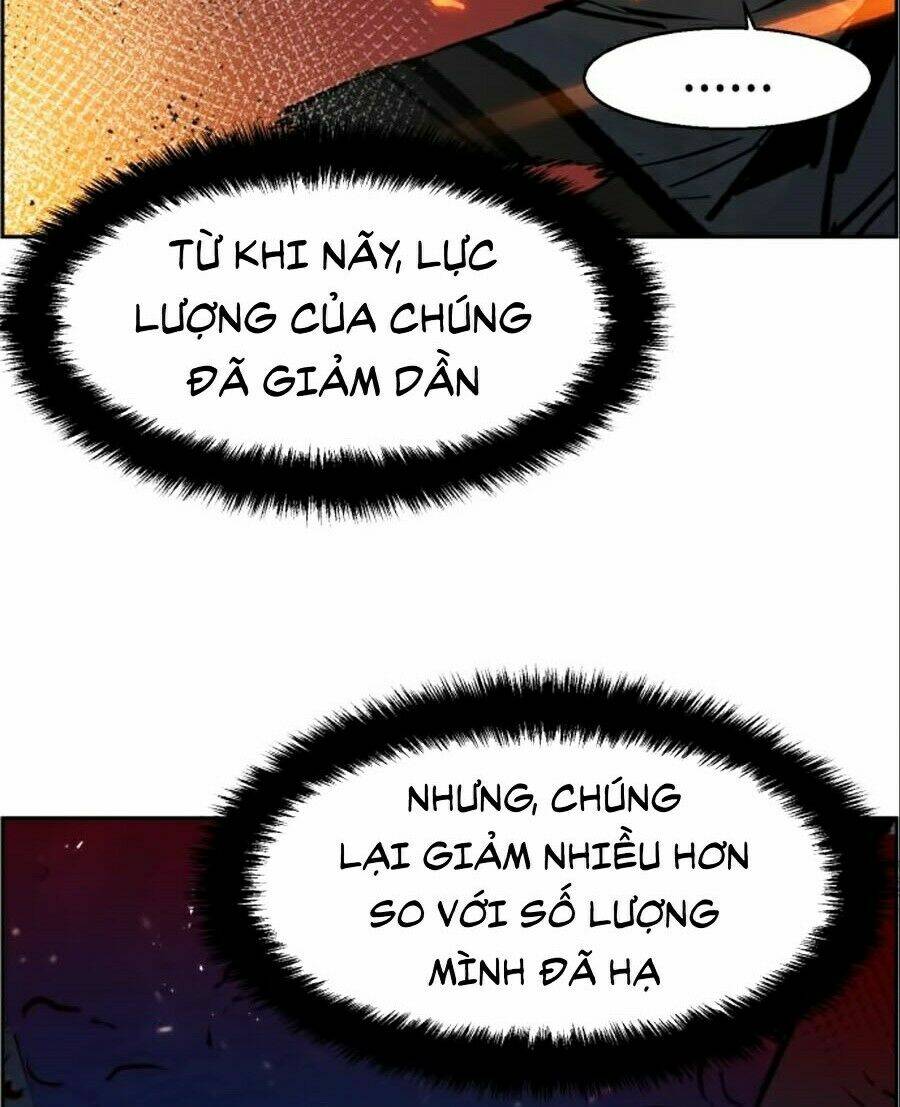 ......
TỪ KHI NÃY, LỰC
LƯỢNG CỦA CHÚNG
ĐÃ GIẢM DẦN
NHƯNG, CHÚNG
LẠI GIẢM NHIỀU HƠN
SO VỚI SỐ LƯỢNG
MÌNH ĐÃ HẠ